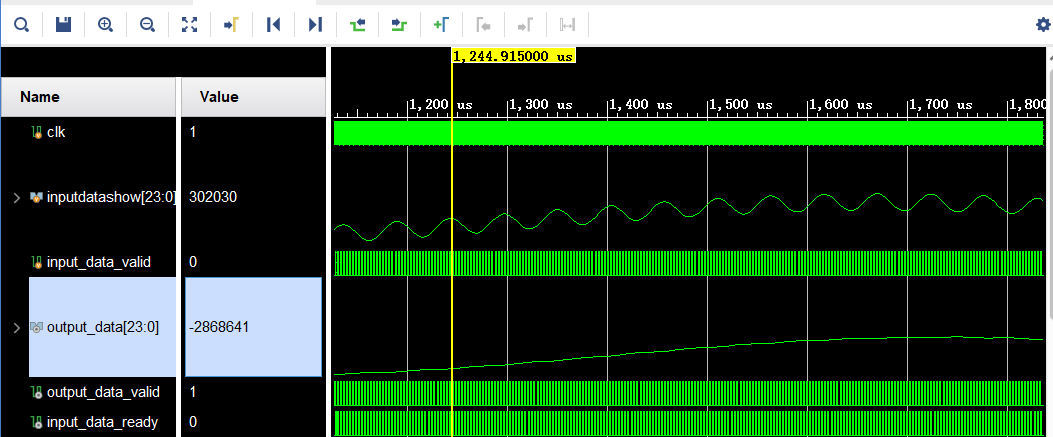 1,244.915000 us
Name Value
1,200 us 1,300 us 1,400 us 1,500 us 1,600 us 1,700 us 1,800
clk 1
inputdatashow[23:0] 302030
input_data_valid 0
output_data[23:0] -2868641
output_data_valid 1
input_data_ready 0